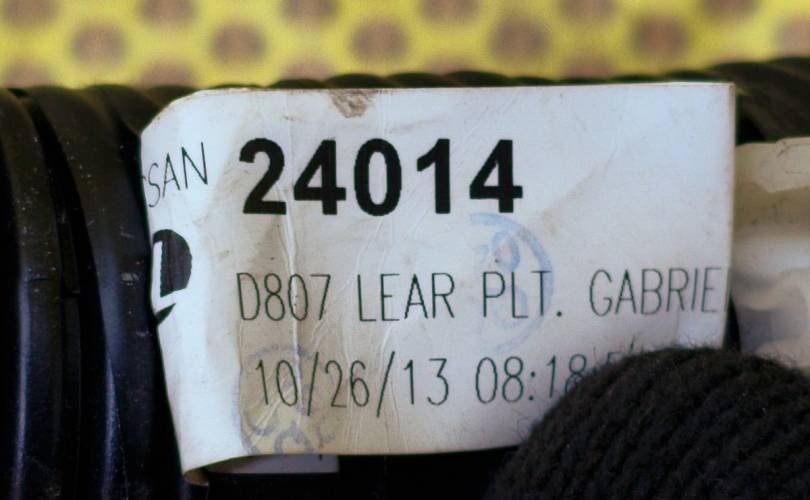 SAN 24014
D807 LEAR PLT. GABRIE
10/26/13 08:18